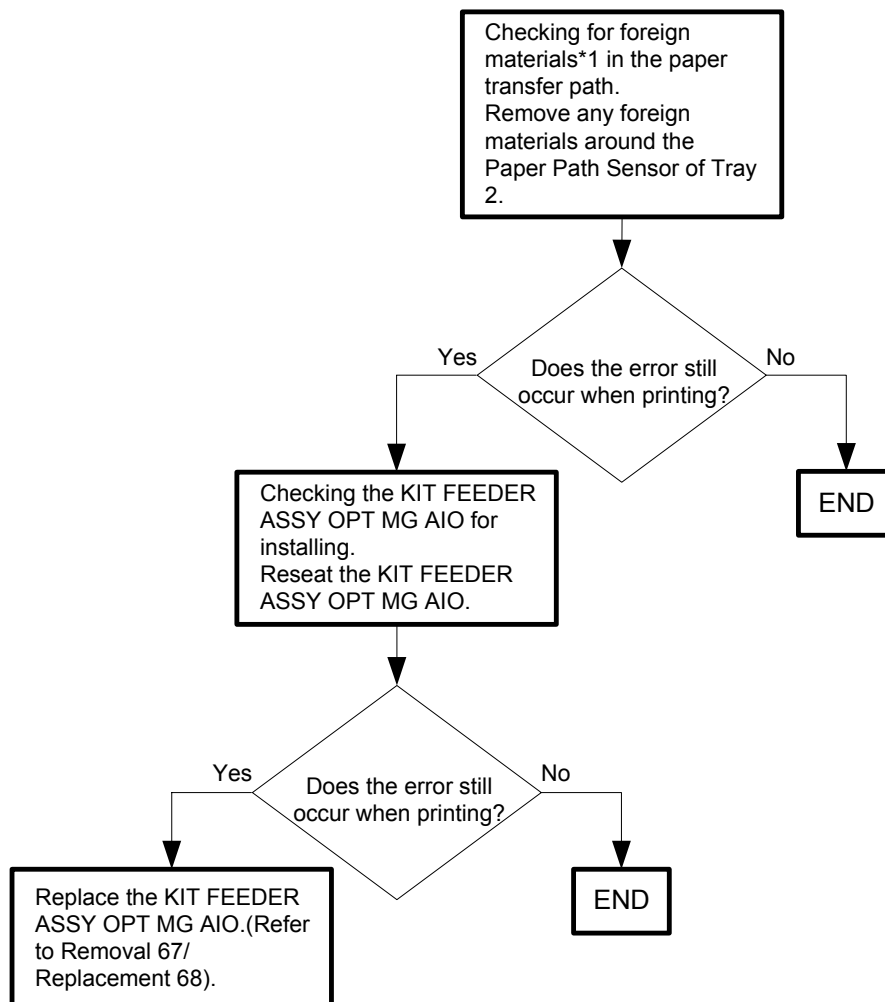 Checking for foreign
materials*1 in the paper
transfer path.
Remove any foreign
materials around the
Paper Path Sensor of Tray
2.
Yes
No
Does the error still
occur when printing?
Checking the KIT FEEDER
ASSY OPT MG AIO for
installing.
Reseat the KIT FEEDER
ASSY OPT MG AIO.
END
Yes
No
Does the error still
occur when printing?
Replace the KIT FEEDER
ASSY OPT MG AIO.(Refer
to Removal 67/
Replacement 68).
END